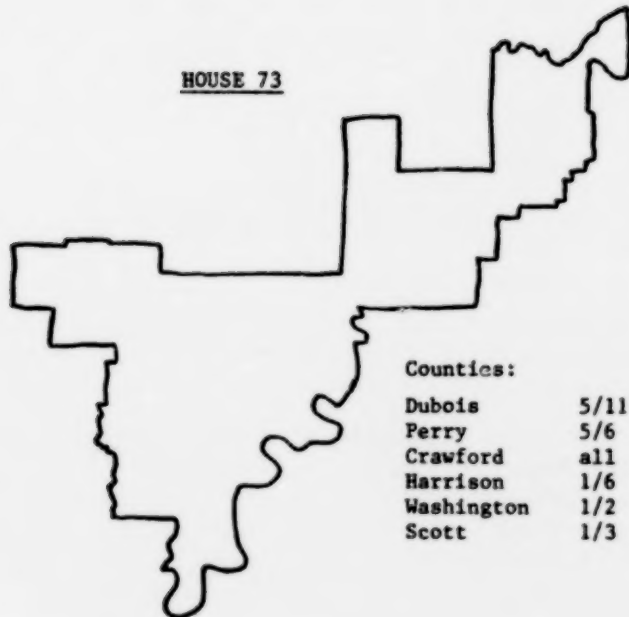 HOUSE 73
Counties:
Dubois 5/11
Perry 5/6
Crawford all
Harrison 1/6
Washington 1/2
Scott 1/3